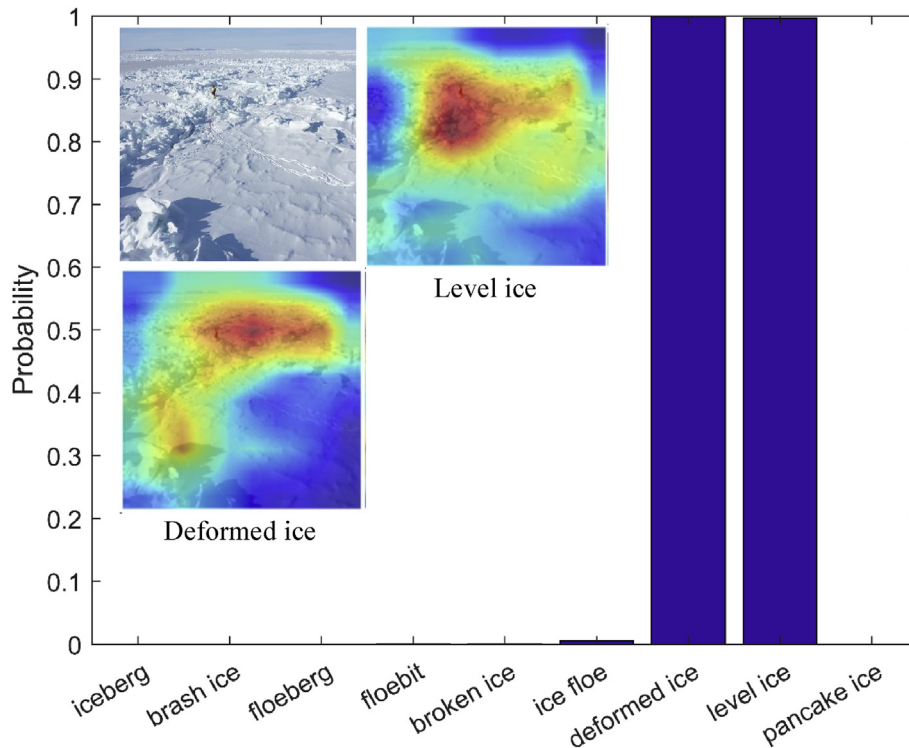 1
0.9
0.8
0.7
0.6
0.5
0.4
0.3
0.2
0.1
0
Probability
Level ice
Deformed ice
iceberg
brash ice
floeberg
floebit
broken ice
ice floe
deformed ice
level ice
pancake ice